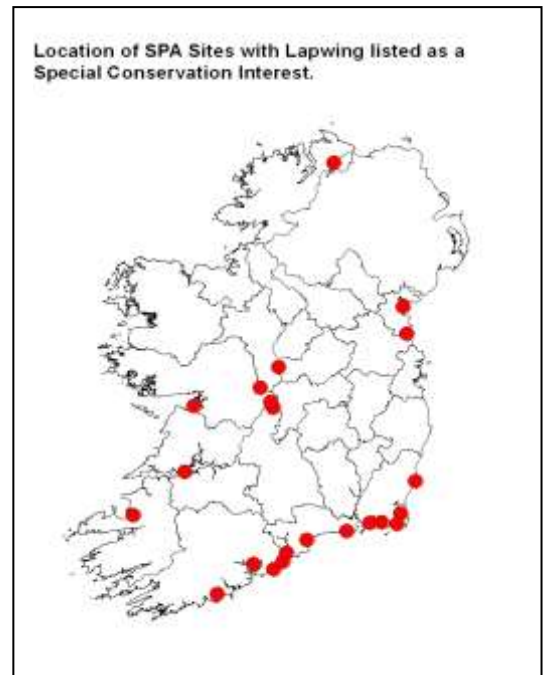 Location of SPA Sites with Lapwing listed as a
Special Conservation Interest.